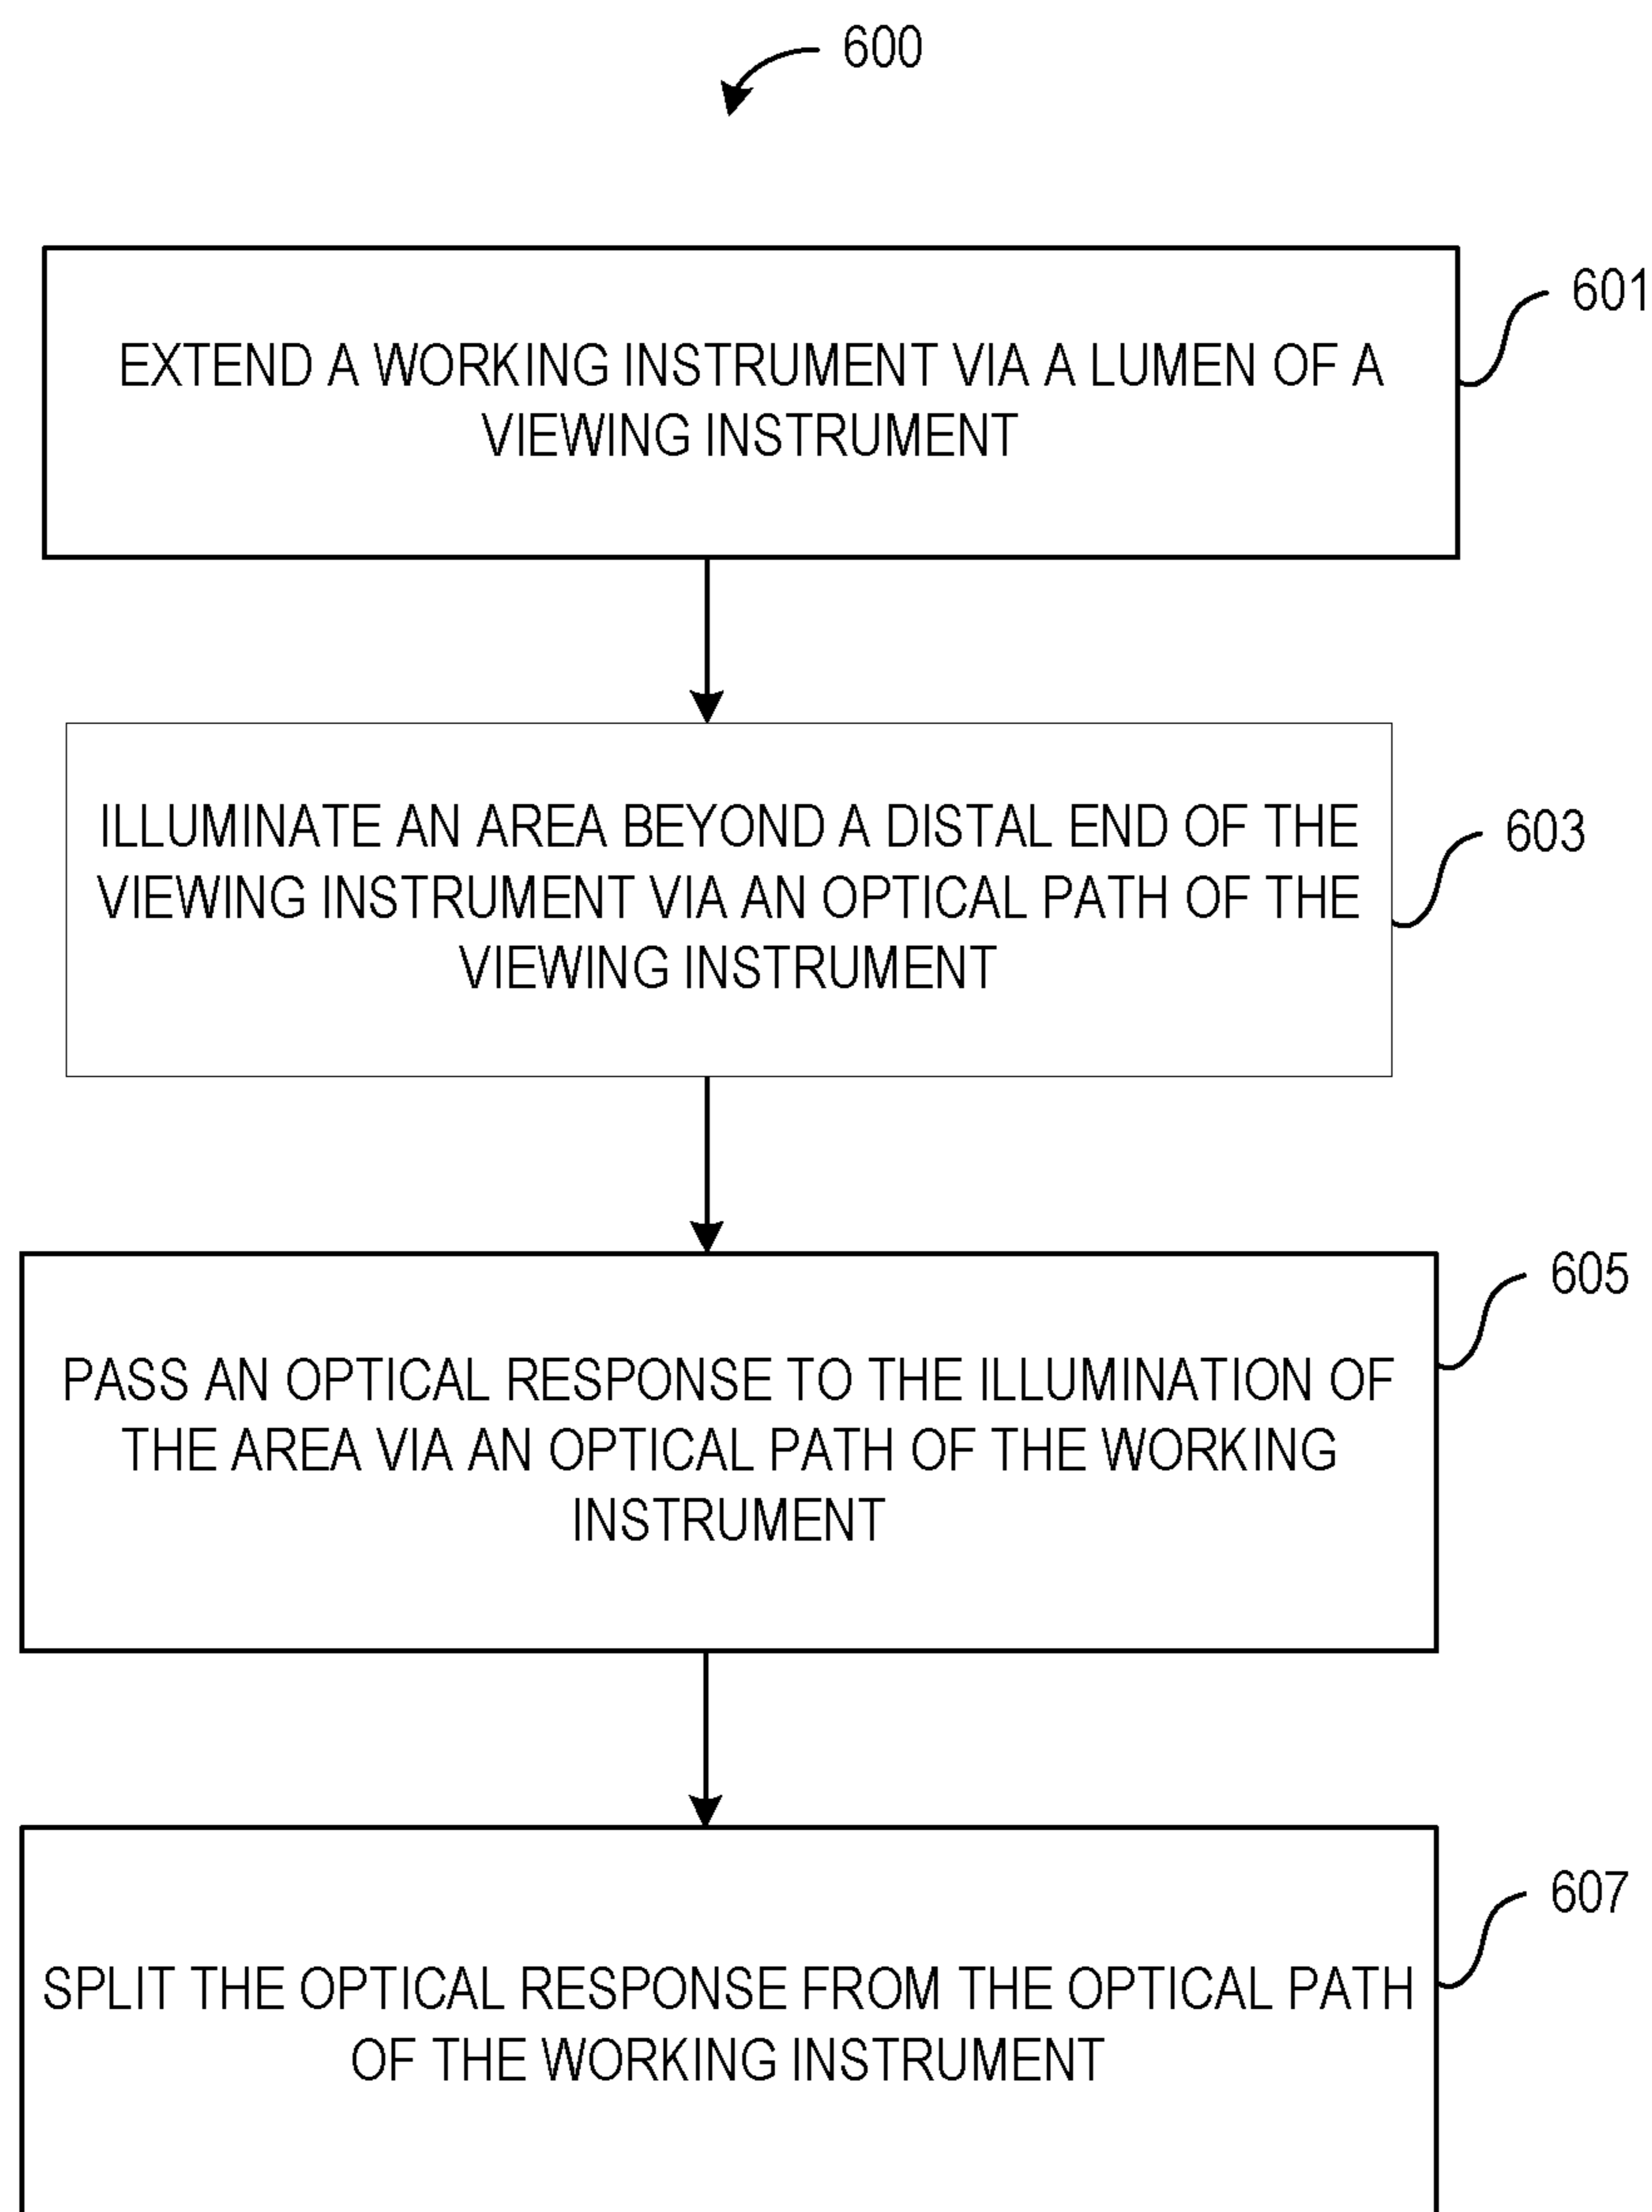 600
601
EXTEND A WORKING INSTRUMENT VIA A LUMEN OF A
VIEWING INSTRUMENT
603
ILLUMINATE AN AREA BEYOND A DISTAL END OF THE
VIEWING INSTRUMENT VIA AN OPTICAL PATH OF THE
VIEWING INSTRUMENT
605
PASS AN OPTICAL RESPONSE TO THE ILLUMINATION OF
THE AREA VIA AN OPTICAL PATH OF THE WORKING
INSTRUMENT
607
SPLIT THE OPTICAL RESPONSE FROM THE OPTICAL PATH
OF THE WORKING INSTRUMENT